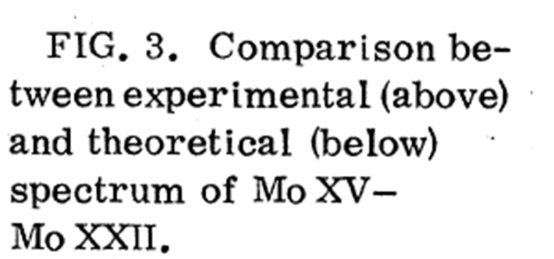 FIG. 3. Comparison be-
tween experimental (above)
and theoretical (below)
spectrum of Mo XV–
Mo XXII.